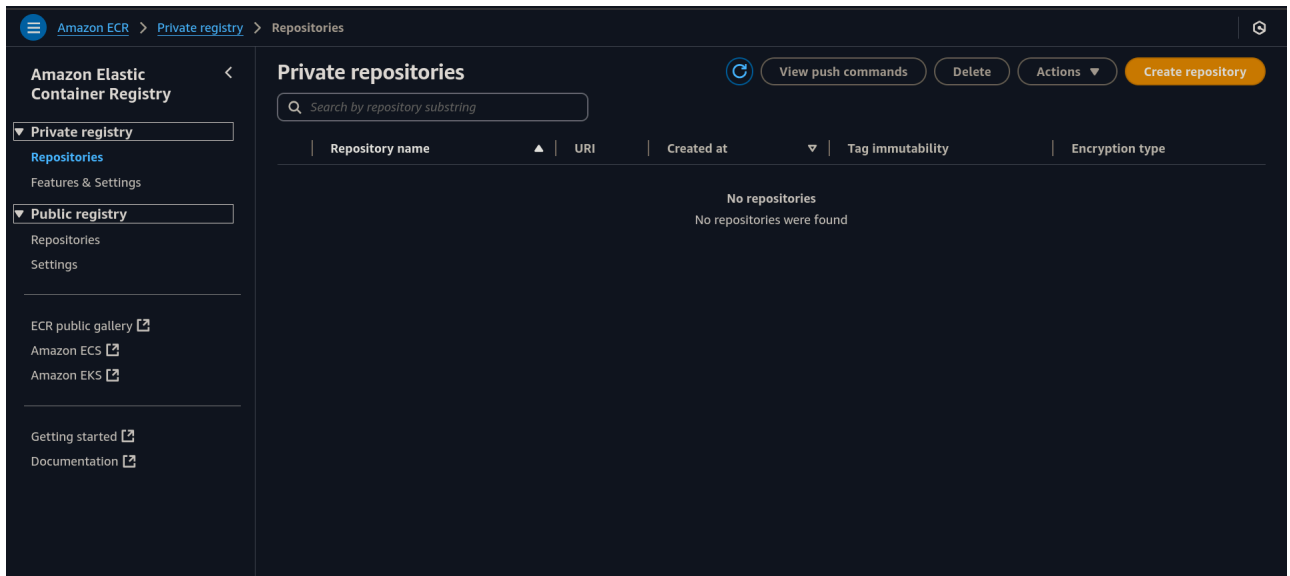 Amazon ECR > Private registry > Repositories
Amazon Elastic
Container Registry
Private registry
Repositories
Features & Settings
Public registry
Repositories
Settings
ECR public gallery
Amazon ECS
Amazon EKS
Getting started
Documentation
Private repositories
View push commands
Delete
Actions
Create repository
Search by repository substring
Repository name
URI
Created at
Tag immutability
Encryption type
No repositories
No repositories were found